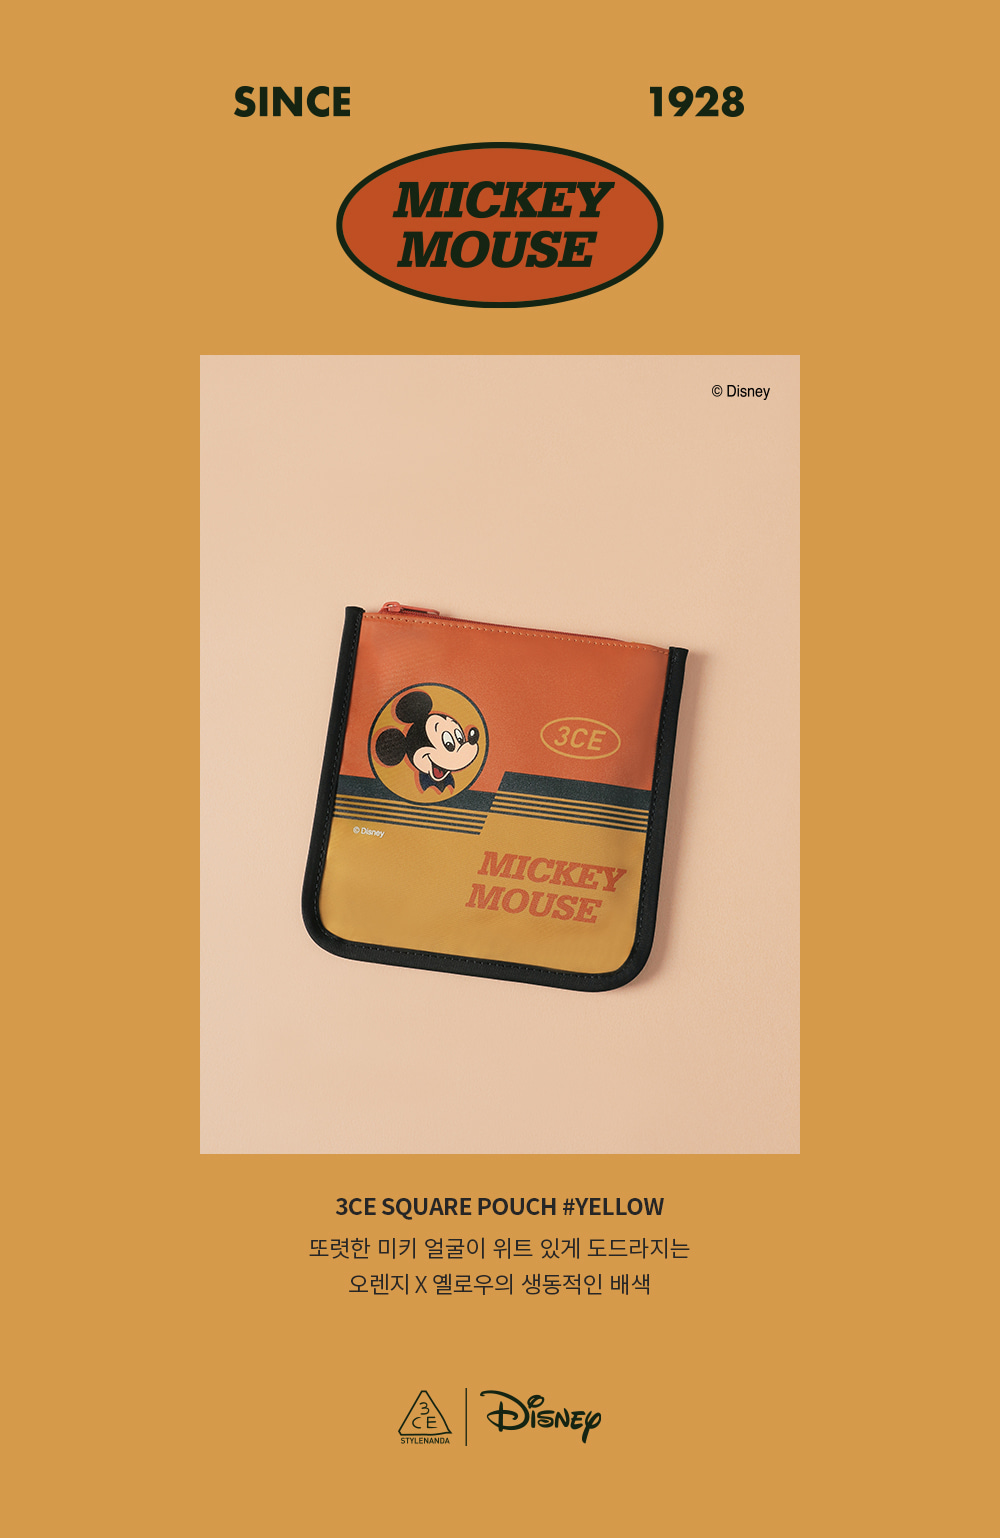 SINCE 1928
MICKEY
MOUSE
© Disney
3CE
© Disney
MICKEY
MOUSE
3CE SQUARE POUCH #YELLOW
또렷한 미키 얼굴이 위트 있게 도드라지는
오렌지 X 옐로우의 생동적인 배색
3CE
STYLENANDA
Disney